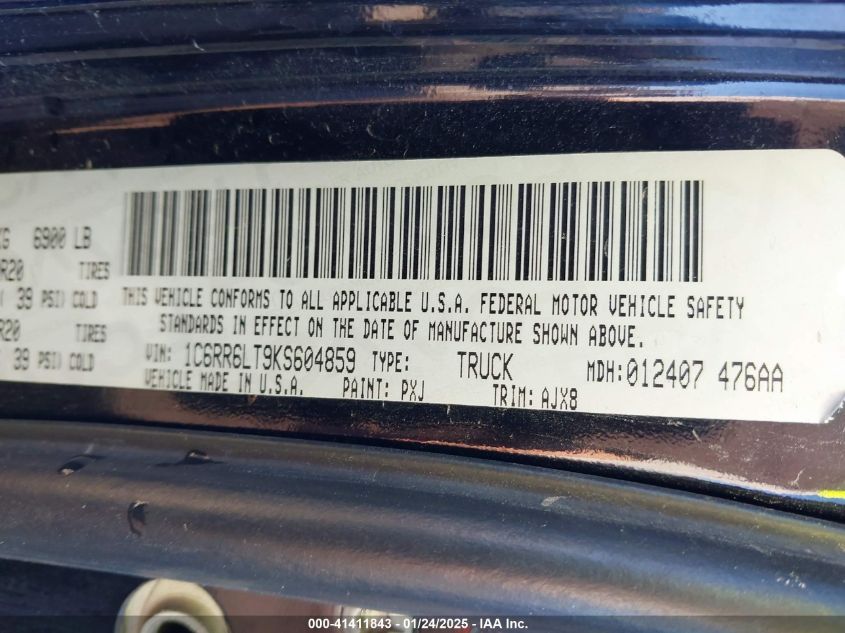 KG 6900 LB
R20 TIRES
39 PSI) COLD
R20 TIRES
39 PSI) COLD
THIS VEHICLE CONFORMS TO ALL APPLICABLE U.S.A. FEDERAL MOTOR VEHICLE SAFETY
STANDARDS IN EFFECT ON THE DATE OF MANUFACTURE SHOWN ABOVE.
VIN: 1C6RR6LT9KS604859 TYPE: TRUCK MDH:012407 476AA
VEHICLE MADE IN U.S.A. PAINT: PXJ TRIM: AJX8
000-41411843 - 01/24/2025 - IAA Inc.